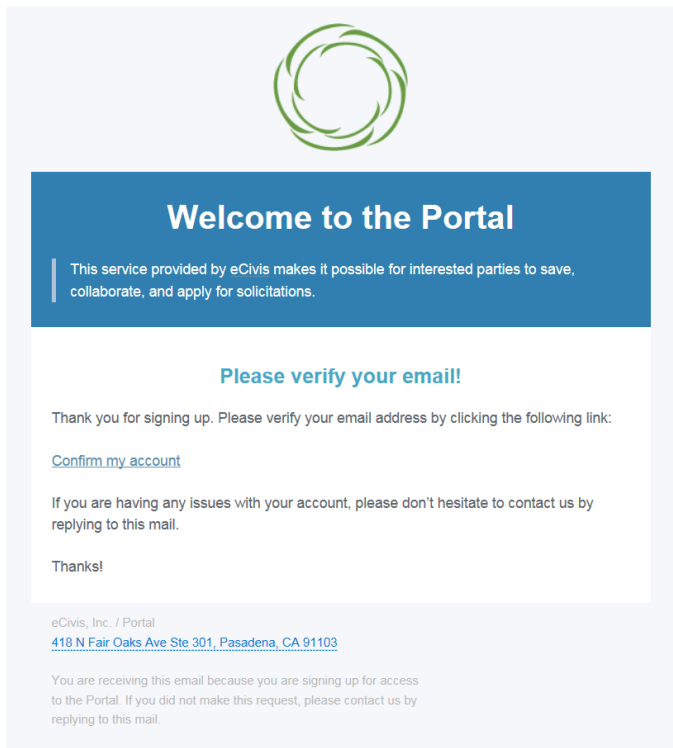 Welcome to the Portal
This service provided by eCivis makes it possible for interested parties to save,
collaborate, and apply for solicitations.
Please verify your email!
Thank you for signing up. Please verify your email address by clicking the following link:
Confirm my account
If you are having any issues with your account, please don’t hesitate to contact us by
replying to this mail.
Thanks!
eCivis, Inc. / Portal
418 N Fair Oaks Ave Ste 301, Pasadena, CA 91103
You are receiving this email because you are signing up for access
to the Portal. If you did not make this request, please contact us by
replying to this mail.